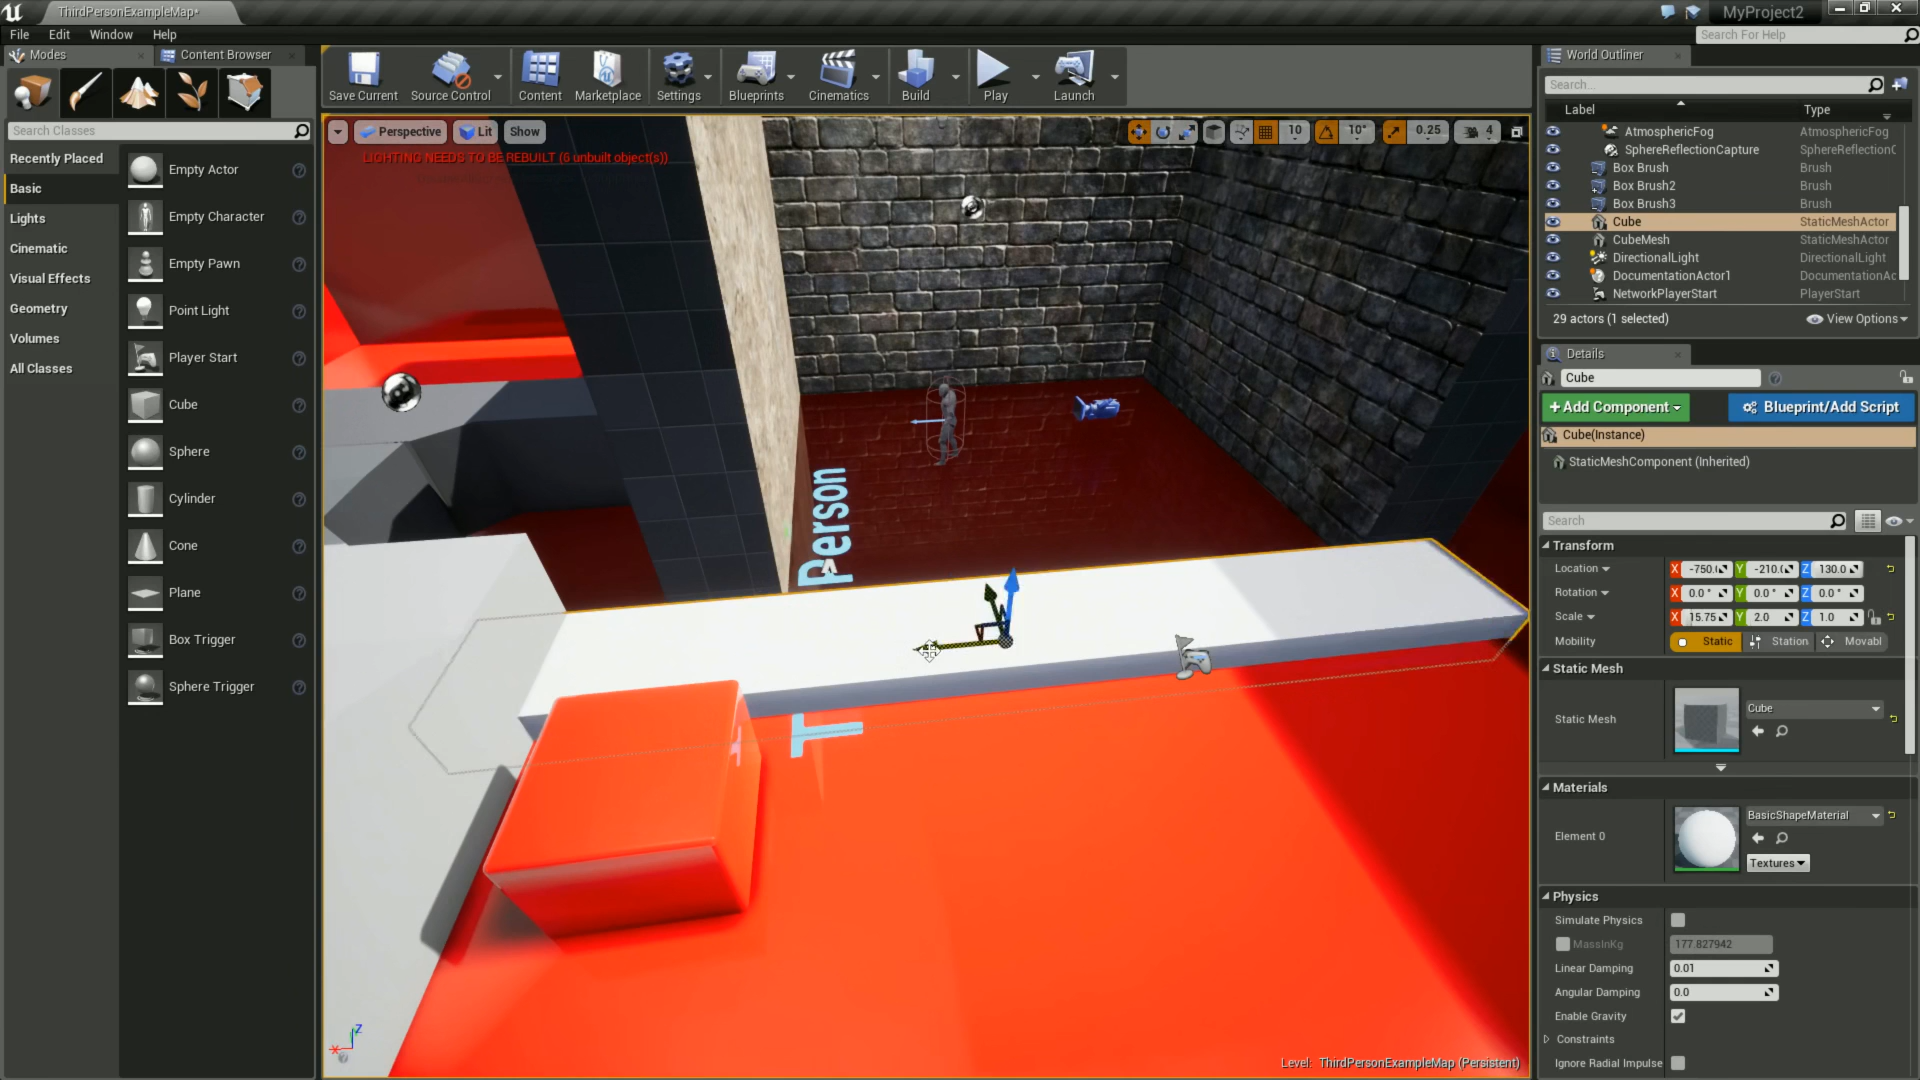 ThirdPersonExampleMap*
MyProject2
File Edit Window Help
Search For Help
Modes
Content Browser
Search Classes
Recently Placed
Basic
Lights
Cinematic
Visual Effects
Geometry
Volumes
All Classes
Empty Actor
Empty Character
Empty Pawn
Point Light
Player Start
Cube
Sphere
Cylinder
Cone
Plane
Box Trigger
Sphere Trigger
Save Current Source Control Content Marketplace Settings Blueprints Cinematics Build Play Launch
Perspective Lit Show
10 10° 0.25 4
LIGHTING NEEDS TO BE REBUILT (6 unbuilt object(s))
Person
T
Level: ThirdPersonExampleMap (Persistent)
World Outliner
Search...
Label Type
AtmosphericFog AtmosphericFog
SphereReflectionCapture SphereReflectionC
Box Brush Brush
Box Brush2 Brush
Box Brush3 Brush
Cube StaticMeshActor
CubeMesh StaticMeshActor
DirectionalLight DirectionalLight
DocumentationActor1 DocumentationAc
NetworkPlayerStart PlayerStart
29 actors (1 selected)
View Options
Details
Cube
+Add Component
Blueprint/Add Script
Cube(Instance)
StaticMeshComponent (Inherited)
Search
Transform
Location X -750.( Y -210.( Z 130.0
Rotation X 0.0 ° Y 0.0 ° Z 0.0 °
Scale X 15.75 Y 2.0 Z 1.0
Mobility Static Station Movabl
Static Mesh
Static Mesh Cube
Materials
Element 0 BasicShapeMaterial
Textures
Physics
Simulate Physics
MassInKg 177.827942
Linear Damping 0.01
Angular Damping 0.0
Enable Gravity
Constraints
Ignore Radial Impulse